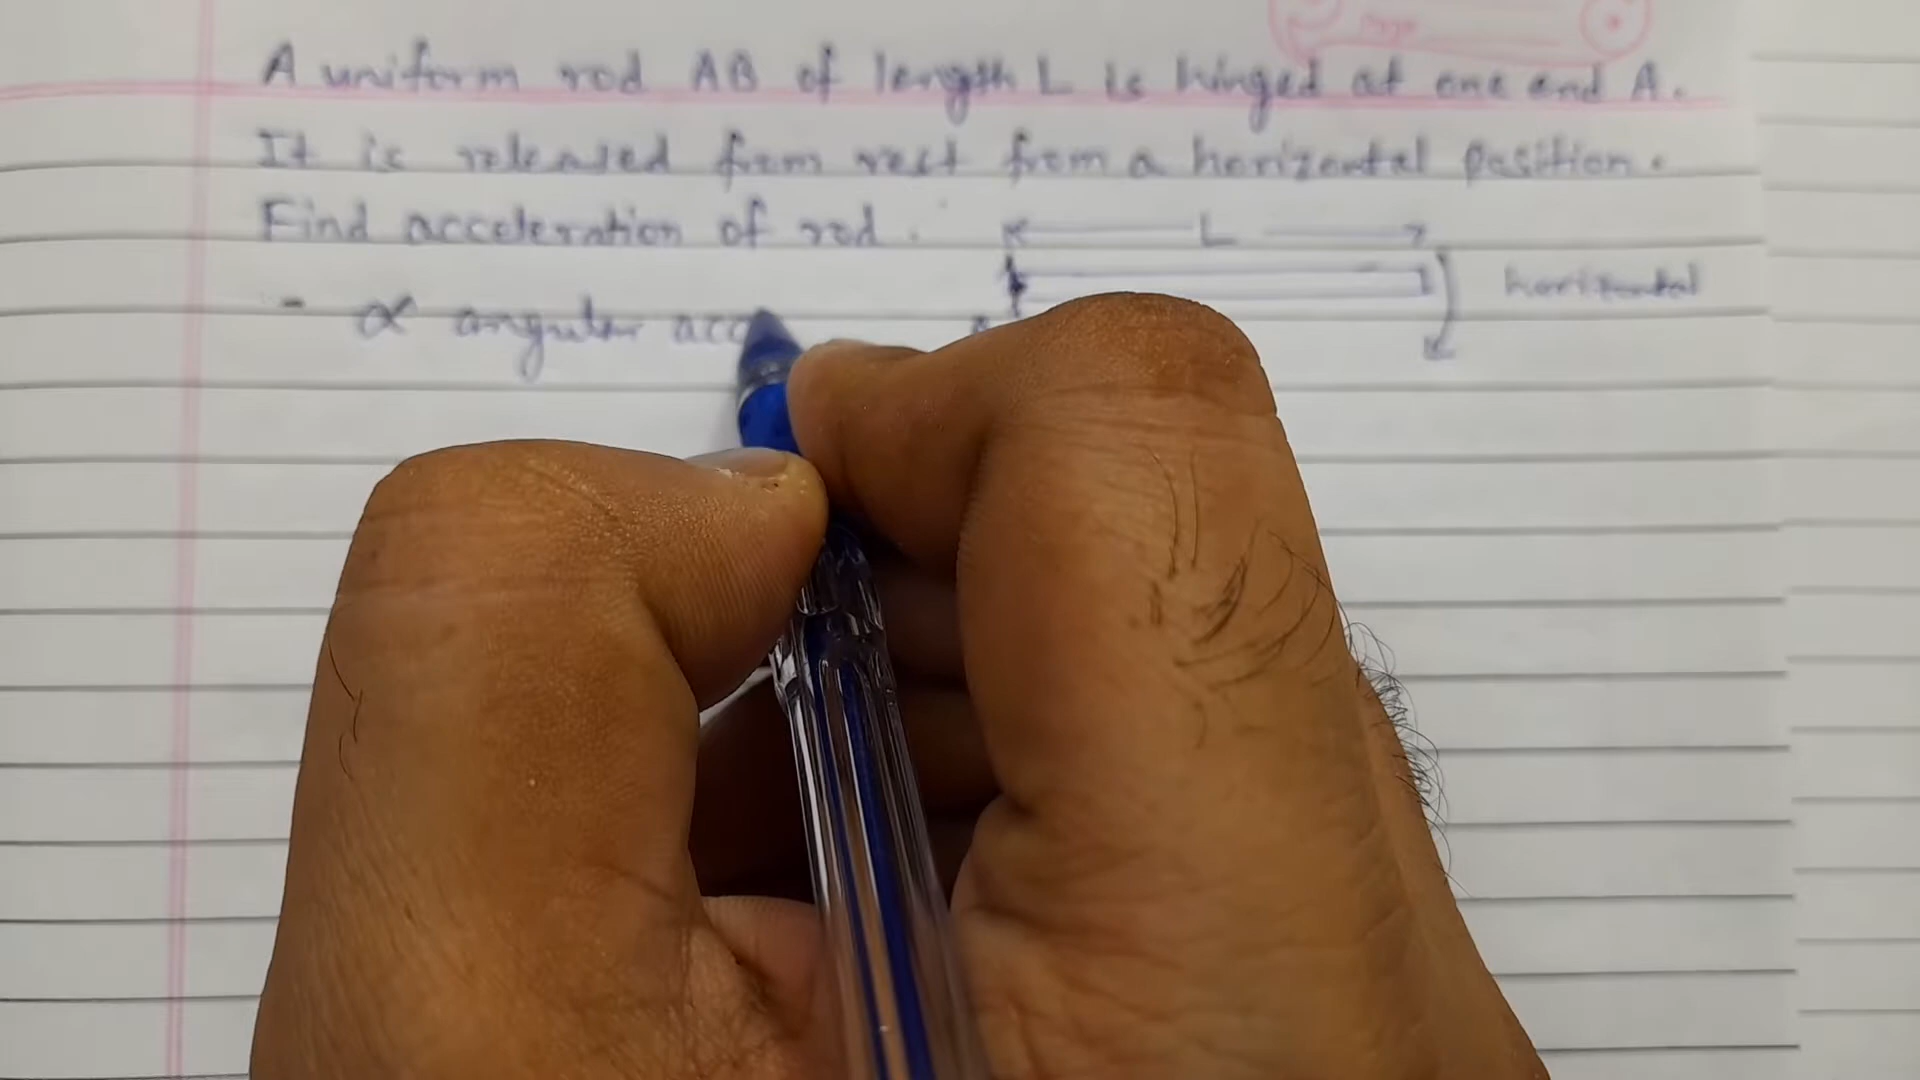 A uniform rod AB of length L is hinged at one end A.
It is released from rest from a horizontal position.
Find acceleration of rod.
L
horizontal
- α angular acc